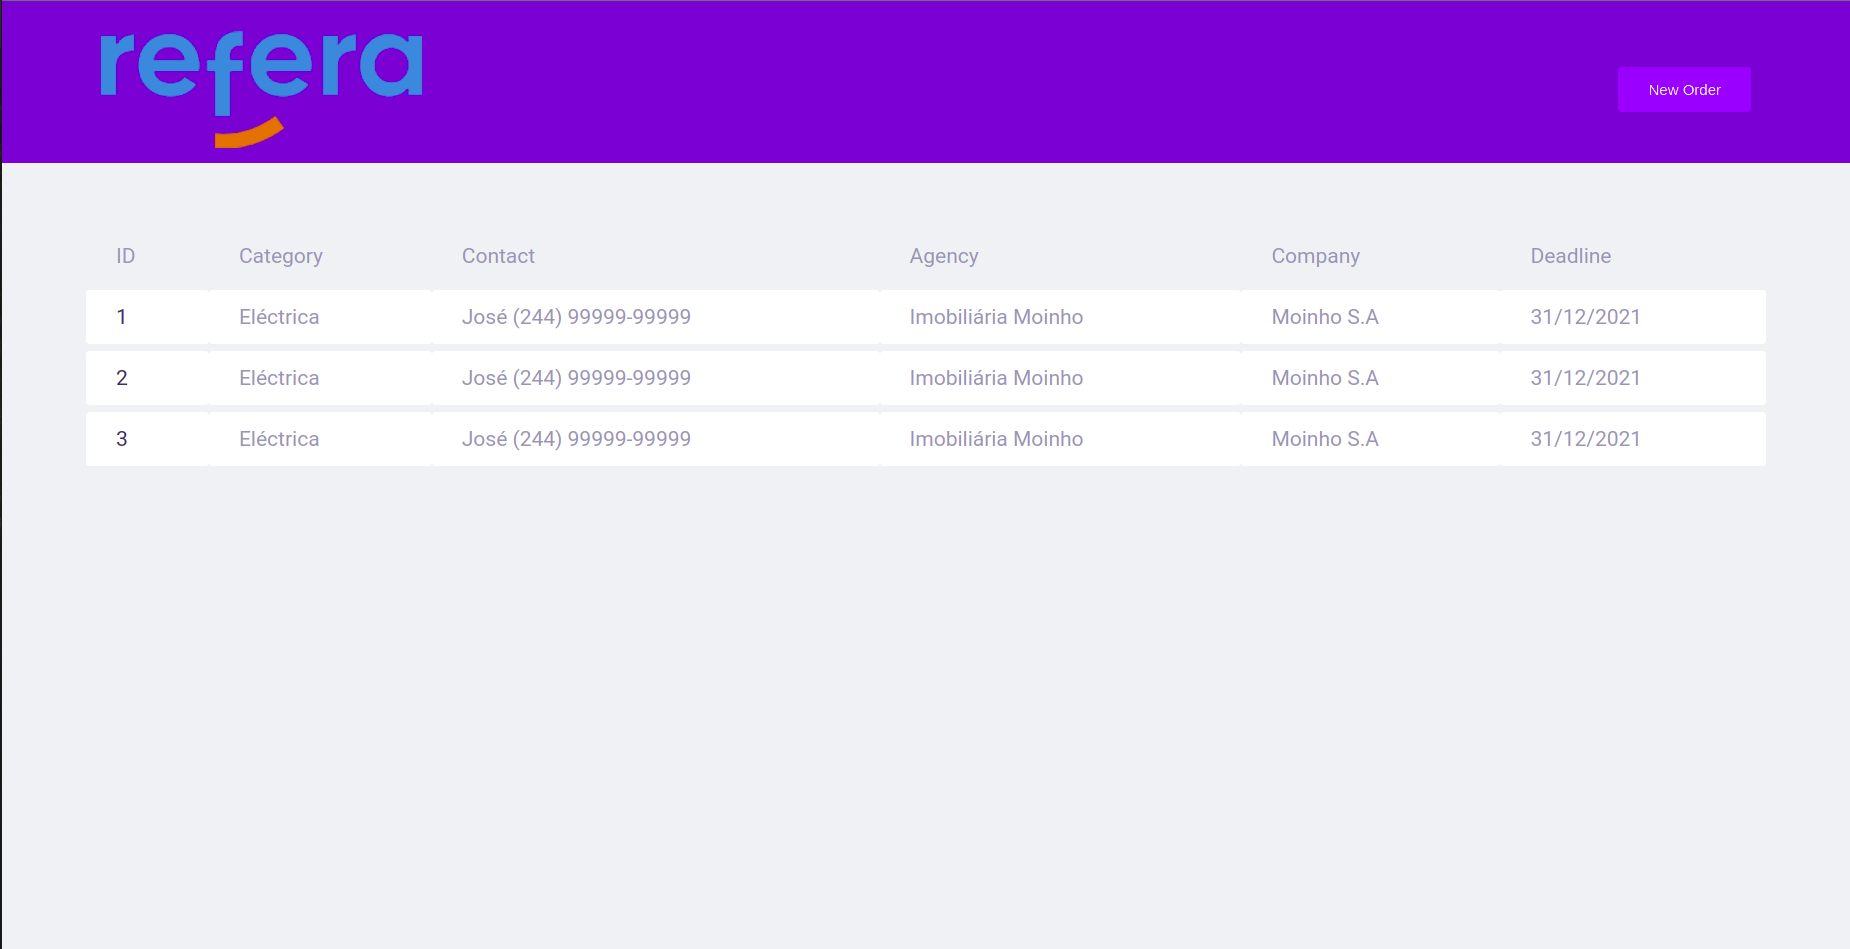 refera
New Order
ID Category Contact Agency Company Deadline
1 Eléctrica José (244) 99999-99999 Imobiliária Moinho Moinho S.A 31/12/2021
2 Eléctrica José (244) 99999-99999 Imobiliária Moinho Moinho S.A 31/12/2021
3 Eléctrica José (244) 99999-99999 Imobiliária Moinho Moinho S.A 31/12/2021